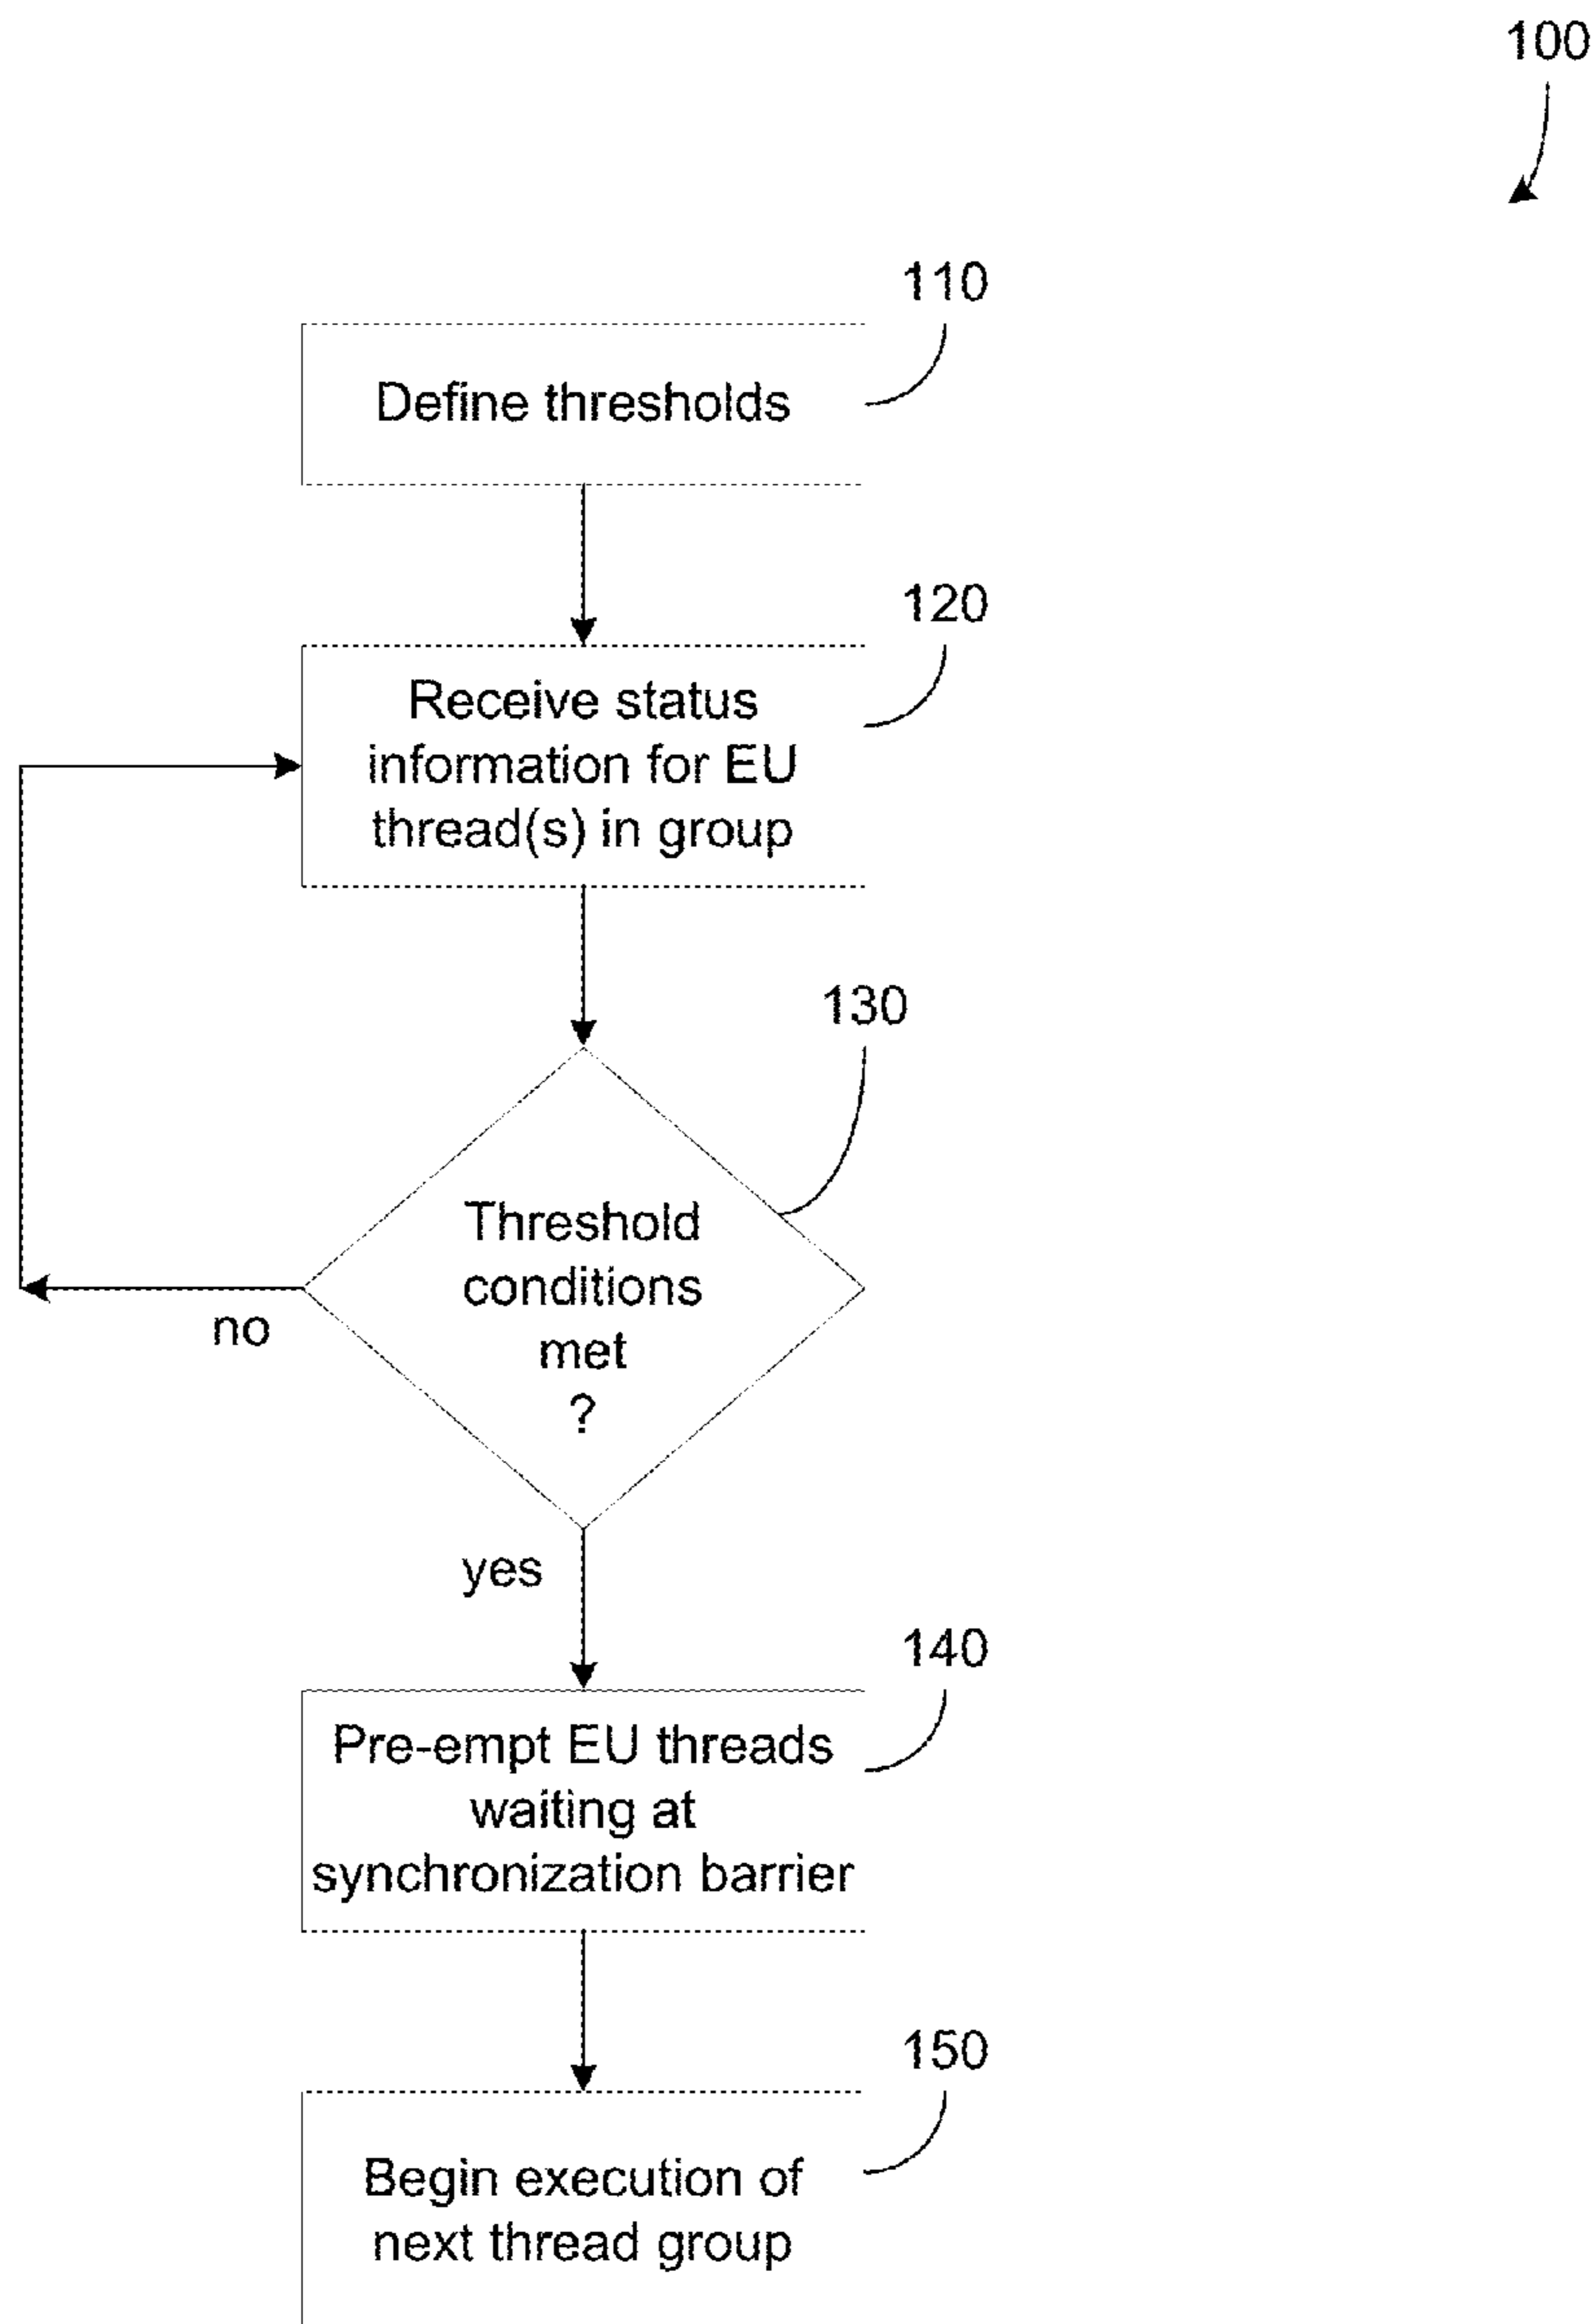 100
110
Define thresholds
120
Receive status
information for EU
thread(s) in group
130
Threshold
conditions
met
?
no
yes
140
Pre-empt EU threads
waiting at
synchronization barrier
150
Begin execution of
next thread group